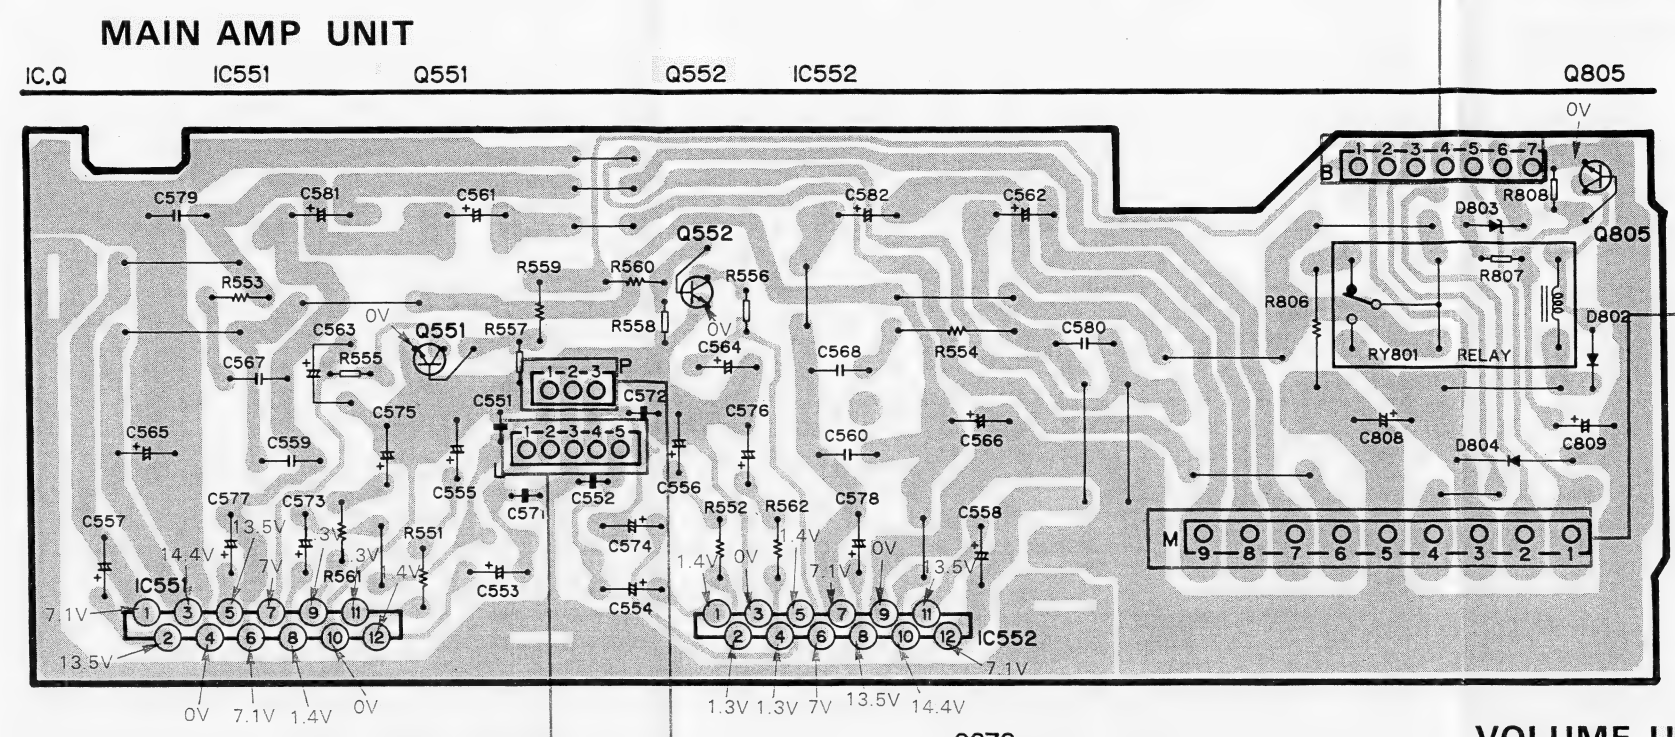 MAIN AMP UNIT
IC.Q IC551 Q551 Q552 IC552 Q805
0V
B 1-2-3-4-5-6-7
C579 C581 C561 C582 C562 R808
D803
Q552 Q805
R553 R559 R560 R556 R807
R806
0V C563 Q551 R557 R558 0V C580 D802
C567 R555 C564 C568 R554 RY801 RELAY
P 1-2-3
C551 C572
C575 C576
1-2-3-4-5
L
C565 C559 C560 C566 C808 C809
D804
C555 C571 C552 C556
C577 C573 R552 R562 C578 C558
C557 13.5V .3V R551 C574 1.4V 0V
M 9-8-7-6-5-4-3-2-1
14.4V 7V 1.3V 1.4V 1.4V 0V 7.1V 13.5V
IC551 R561 C553 C554
7.1V 1 3 5 7 9 11 1 3 5 7 9 11
2 4 6 8 10 12 2 4 6 8 10 12 IC552
13.5V 7.1V
0V 7.1V 1.4V 0V 1.3V 1.3V 7V 13.5V 14.4V